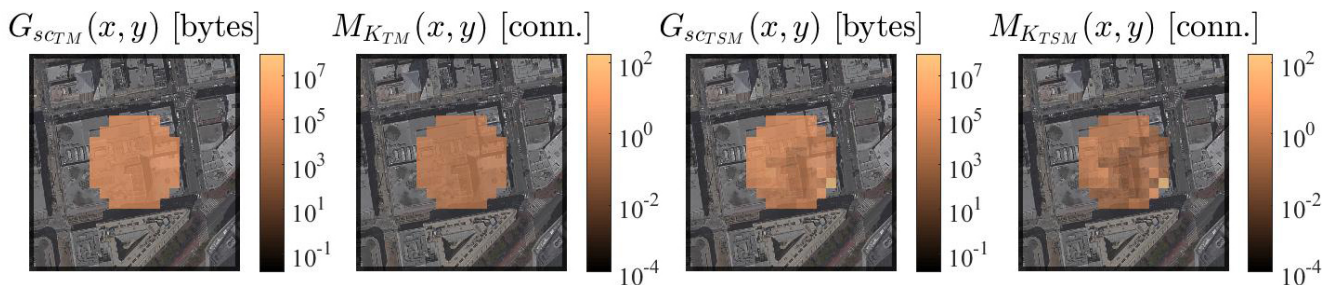 G_{sc_{TM}}(x, y) [bytes] M_{K_{TM}}(x, y) [conn.] G_{sc_{TSM}}(x, y) [bytes] M_{K_{TSM}}(x, y) [conn.]
10^7 10^2 10^7 10^2
10^5 10^0 10^5 10^0
10^3 10^{-2} 10^3 10^{-2}
10^1 10^1
10^{-1} 10^{-4} 10^{-1} 10^{-4}